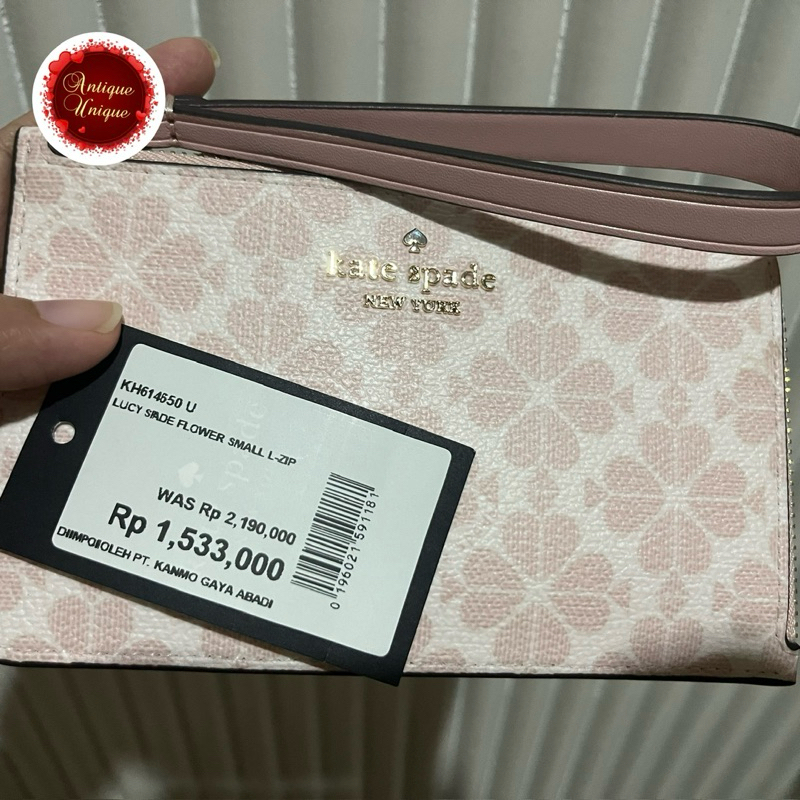 Antique
Unique
kate spade
NEW YORK
KH614650 U
LUCY SPADE FLOWER SMALL L-ZIP
WAS Rp 2,190,000
Rp 1,533,000
DIIMPOR OLEH PT. KANMO GAYA ABADI
0 196021 591181